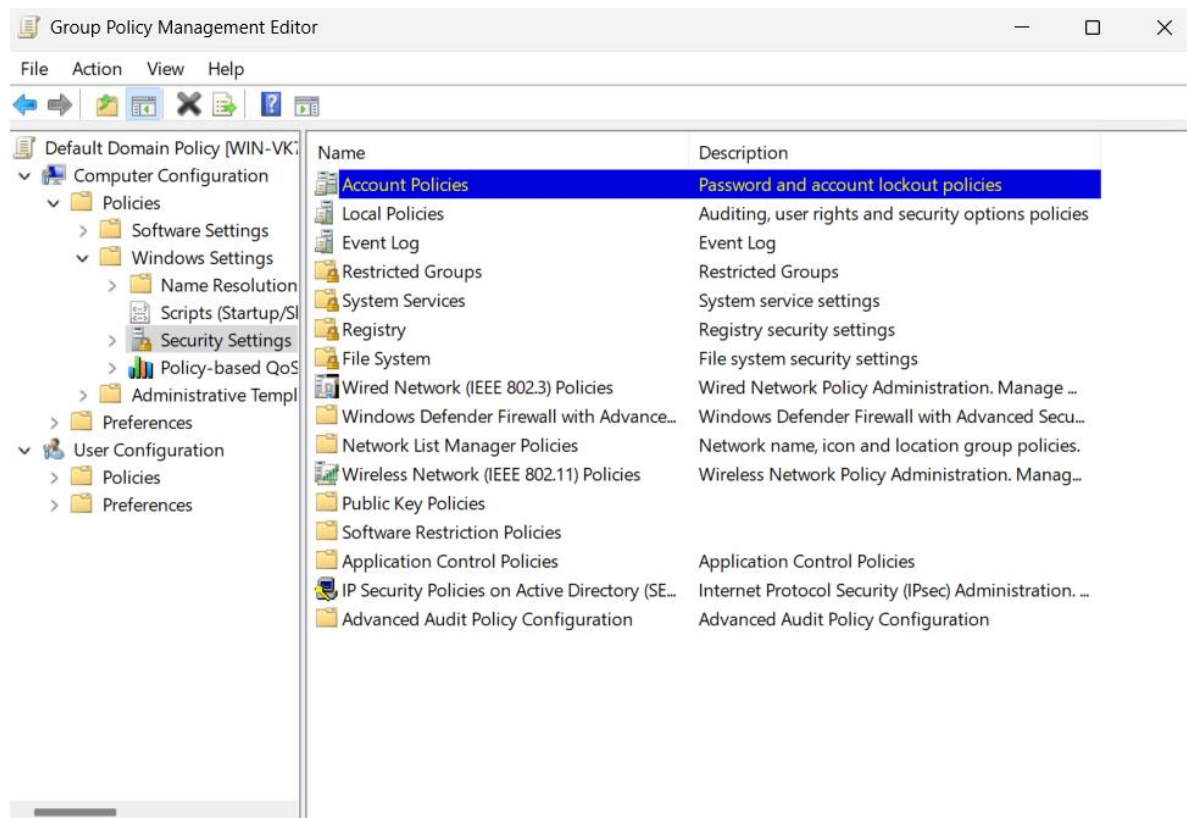 Group Policy Management Editor
File Action View Help
Default Domain Policy [WIN-VK7
Computer Configuration
Policies
Software Settings
Windows Settings
Name Resolution
Scripts (Startup/Sh
Security Settings
Policy-based QoS
Administrative Templ
Preferences
User Configuration
Policies
Preferences
Name Description
Account Policies Password and account lockout policies
Local Policies Auditing, user rights and security options policies
Event Log Event Log
Restricted Groups Restricted Groups
System Services System service settings
Registry Registry security settings
File System File system security settings
Wired Network (IEEE 802.3) Policies Wired Network Policy Administration. Manage ...
Windows Defender Firewall with Advance... Windows Defender Firewall with Advanced Secu...
Network List Manager Policies Network name, icon and location group policies.
Wireless Network (IEEE 802.11) Policies Wireless Network Policy Administration. Manag...
Public Key Policies
Software Restriction Policies
Application Control Policies Application Control Policies
IP Security Policies on Active Directory (SE... Internet Protocol Security (IPsec) Administration. ...
Advanced Audit Policy Configuration Advanced Audit Policy Configuration